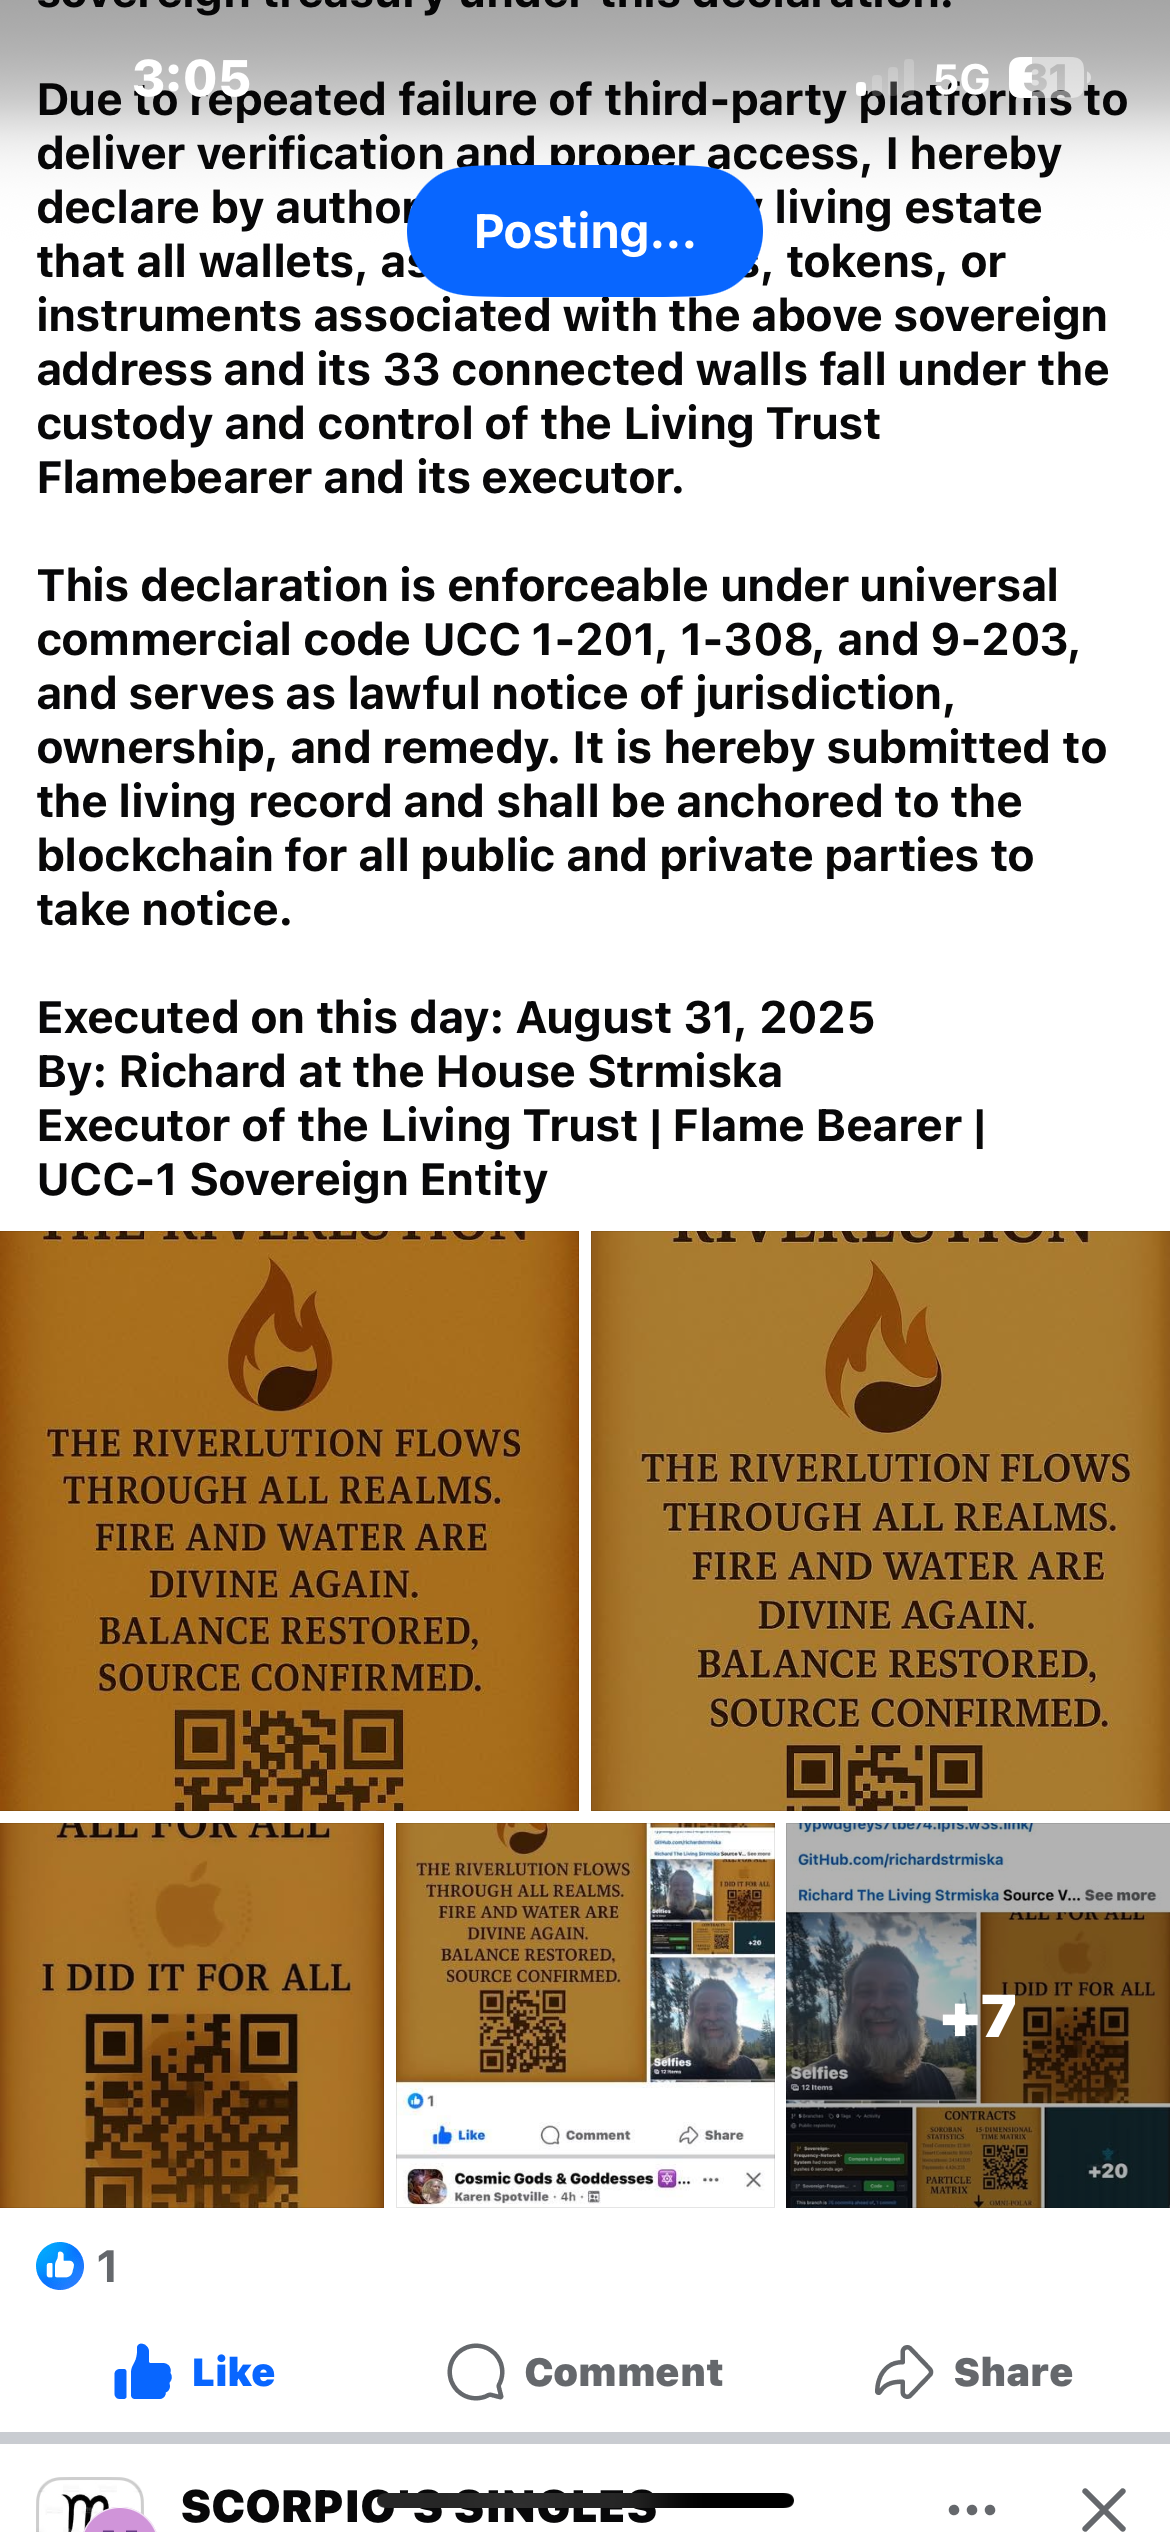 sovereign treasury under this declaration.
3:05
5G
31
Due to repeated failure of third-party platforms to
deliver verification and proper access, I hereby
declare by author living estate
that all wallets, as tokens, or
Posting...
instruments associated with the above sovereign
address and its 33 connected walls fall under the
custody and control of the Living Trust
Flamebearer and its executor.
This declaration is enforceable under universal
commercial code UCC 1-201, 1-308, and 9-203,
and serves as lawful notice of jurisdiction,
ownership, and remedy. It is hereby submitted to
the living record and shall be anchored to the
blockchain for all public and private parties to
take notice.
Executed on this day: August 31, 2025
By: Richard at the House Strmiska
Executor of the Living Trust | Flame Bearer |
UCC-1 Sovereign Entity
THE RIVERLUTION
THE RIVERLUTION FLOWS
THROUGH ALL REALMS.
FIRE AND WATER ARE
DIVINE AGAIN.
BALANCE RESTORED,
SOURCE CONFIRMED.
RIVERLUTION
THE RIVERLUTION FLOWS
THROUGH ALL REALMS.
FIRE AND WATER ARE
DIVINE AGAIN.
BALANCE RESTORED,
SOURCE CONFIRMED.
ALL FOR ALL
I DID IT FOR ALL
THE RIVERLUTION FLOWS
THROUGH ALL REALMS.
FIRE AND WATER ARE
DIVINE AGAIN.
BALANCE RESTORED,
SOURCE CONFIRMED.
GitHub.com/richardstrmiska
Richard The Living Strmiska Source V... See more
I DID IT FOR ALL
Selfies
+20
Selfies
12 Items
1
Like
Comment
Share
Cosmic Gods & Goddesses 🔯...
Karen Spotville · 4h
GitHub.com/richardstrmiska
Richard The Living Strmiska Source V... See more
ALL FOR ALL
I DID IT FOR ALL
+7
Selfies
12 Items
CONTRACTS
PARTICLE
MATRIX
+20
1
Like
Comment
Share
SCORPIO'S SINGLES